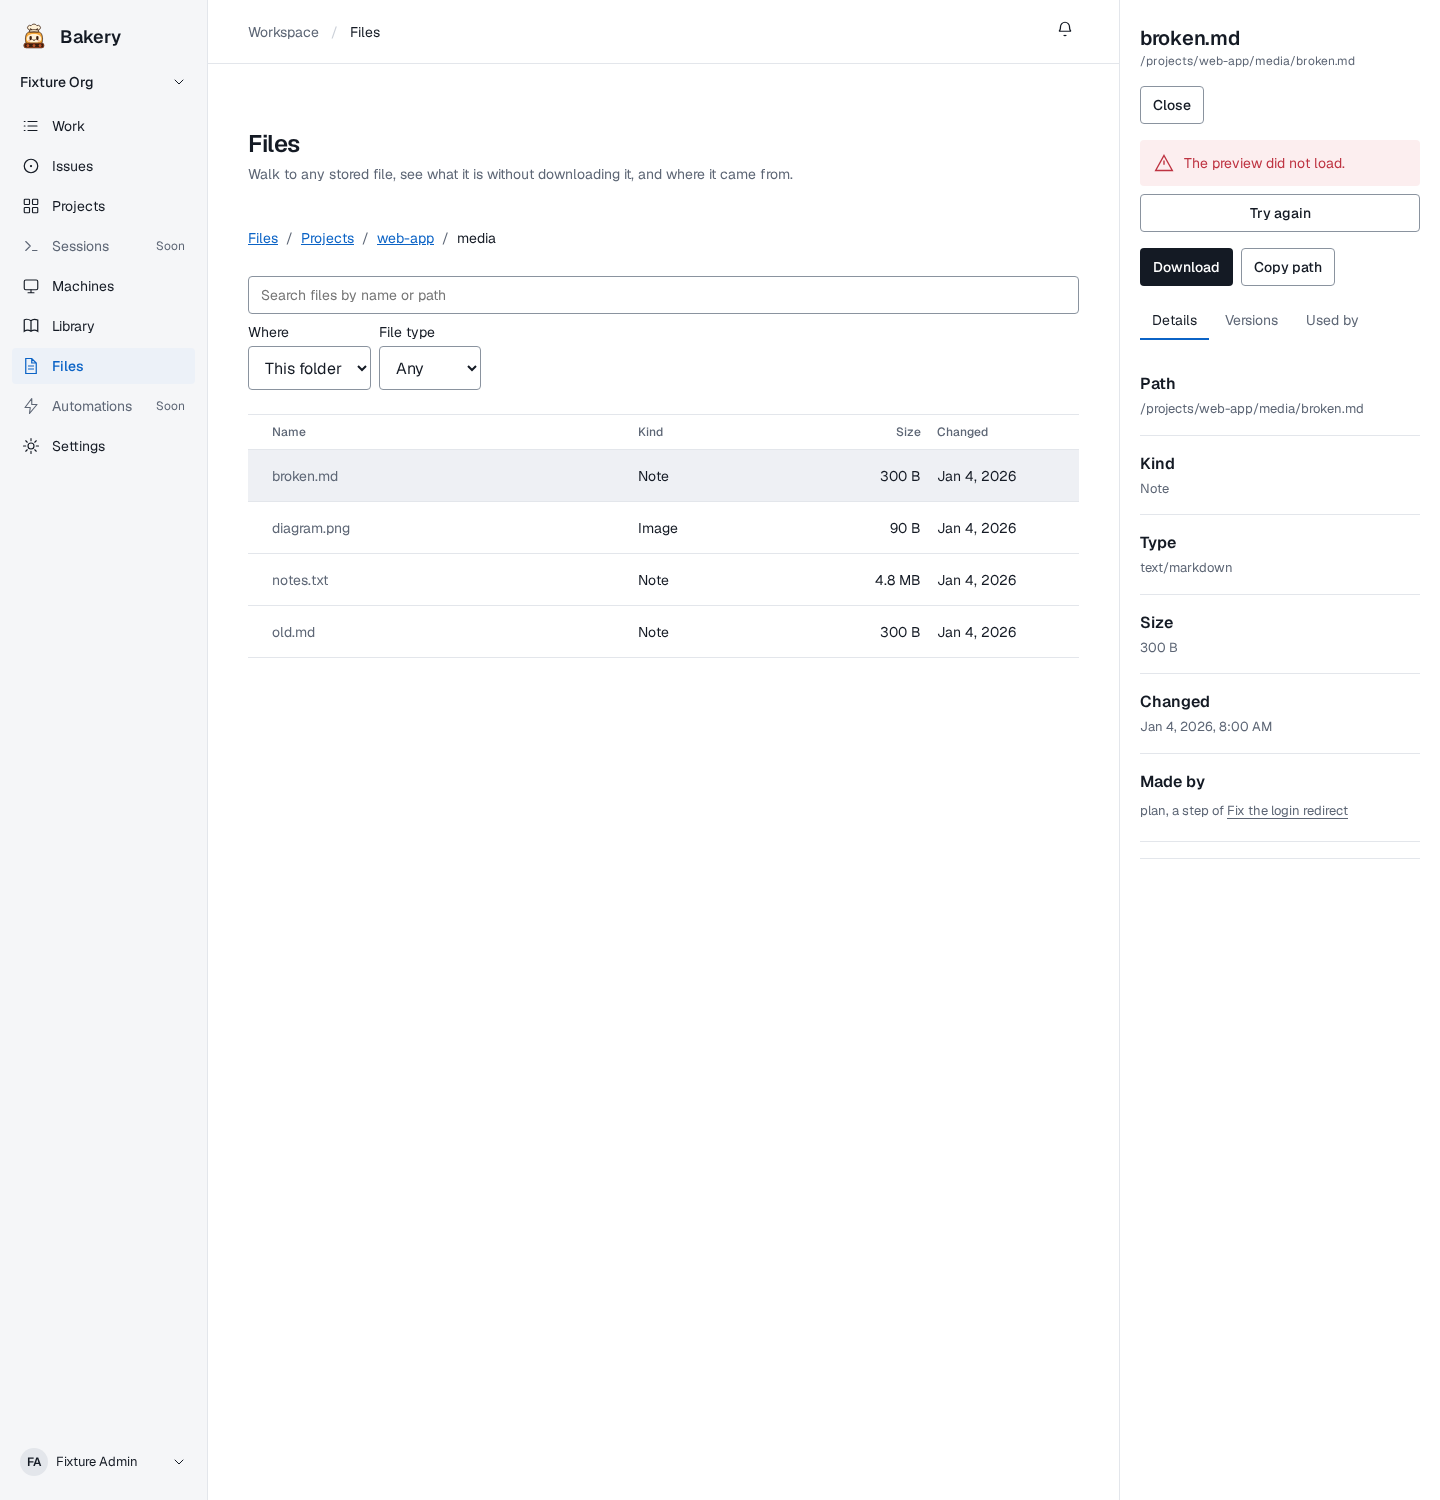 Bakery
Fixture Org
Work
Issues
Projects
Sessions Soon
Machines
Library
Files
Automations Soon
Settings
FA Fixture Admin
Workspace / Files
Files
Walk to any stored file, see what it is without downloading it, and where it came from.
Files / Projects / web-app / media
Search files by name or path
Where File type
This folder Any
Name Kind Size Changed
broken.md Note 300 B Jan 4, 2026
diagram.png Image 90 B Jan 4, 2026
notes.txt Note 4.8 MB Jan 4, 2026
old.md Note 300 B Jan 4, 2026
broken.md
/projects/web-app/media/broken.md
Close
The preview did not load.
Try again
Download Copy path
Details Versions Used by
Path
/projects/web-app/media/broken.md
Kind
Note
Type
text/markdown
Size
300 B
Changed
Jan 4, 2026, 8:00 AM
Made by
plan, a step of Fix the login redirect